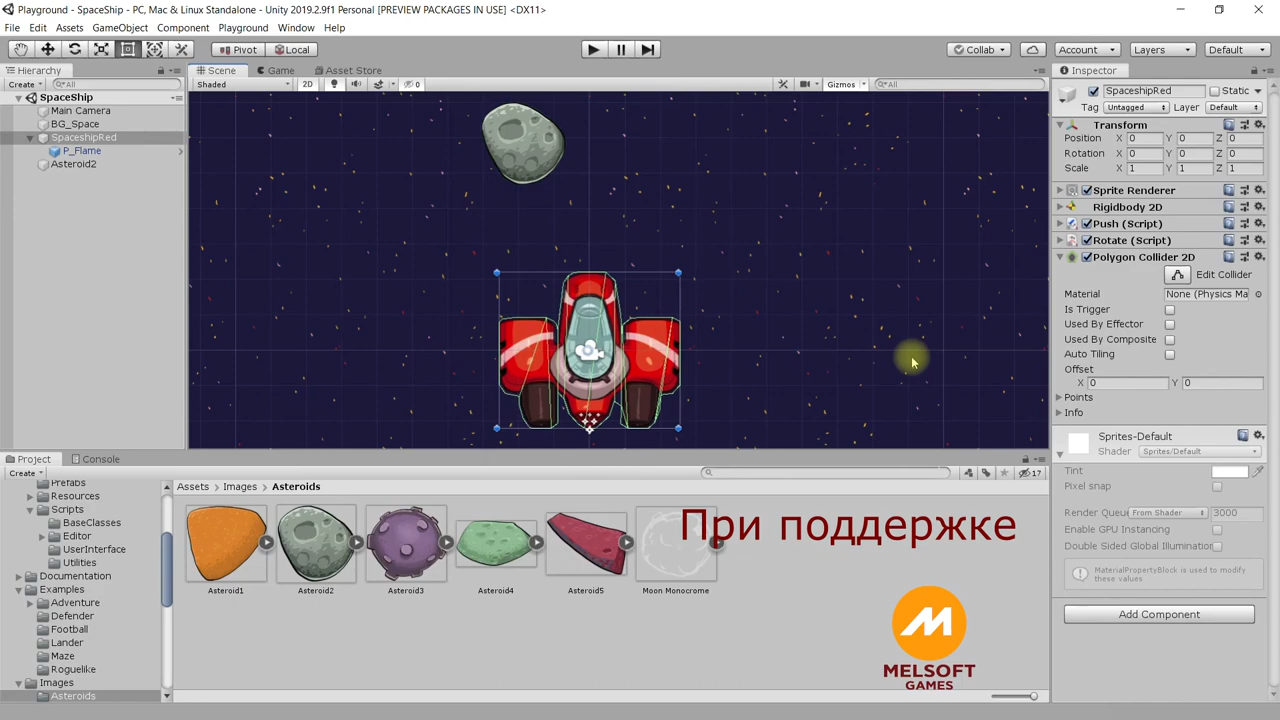 Playground - SpaceShip - PC, Mac & Linux Standalone - Unity 2019.2.9f1 Personal [PREVIEW PACKAGES IN USE] <DX11>
File Edit Assets GameObject Component Playground Window Help
Pivot Local Collab Account Layers Default
Hierarchy
Create All
SpaceShip
Main Camera
BG_Space
SpaceshipRed
P_Flame
Asteroid2
Scene Game Asset Store
Shaded 2D 0 Gizmos All
Inspector
SpaceshipRed Static
Tag Untagged Layer Default
Transform
Position X 0 Y 0 Z 0
Rotation X 0 Y 0 Z 0
Scale X 1 Y 1 Z 1
Sprite Renderer
Rigidbody 2D
Push (Script)
Rotate (Script)
Polygon Collider 2D
Edit Collider
Material None (Physics Ma
Is Trigger
Used By Effector
Used By Composite
Auto Tiling
Offset
X 0 Y 0
Points
Info
Sprites-Default
Shader Sprites/Default
Tint
Pixel snap
Render Queue From Shader 3000
Enable GPU Instancing
Double Sided Global Illumination
MaterialPropertyBlock is used to modify
these values
Add Component
Project Console
Create 17
Prefabs
Resources
Scripts
BaseClasses
Editor
UserInterface
Utilities
Documentation
Examples
Adventure
Defender
Football
Lander
Maze
Roguelike
Images
Asteroids
Assets Images Asteroids
Asteroid1 Asteroid2 Asteroid3 Asteroid4 Asteroid5 Moon Monocrome
При поддержке
MELSOFT
GAMES